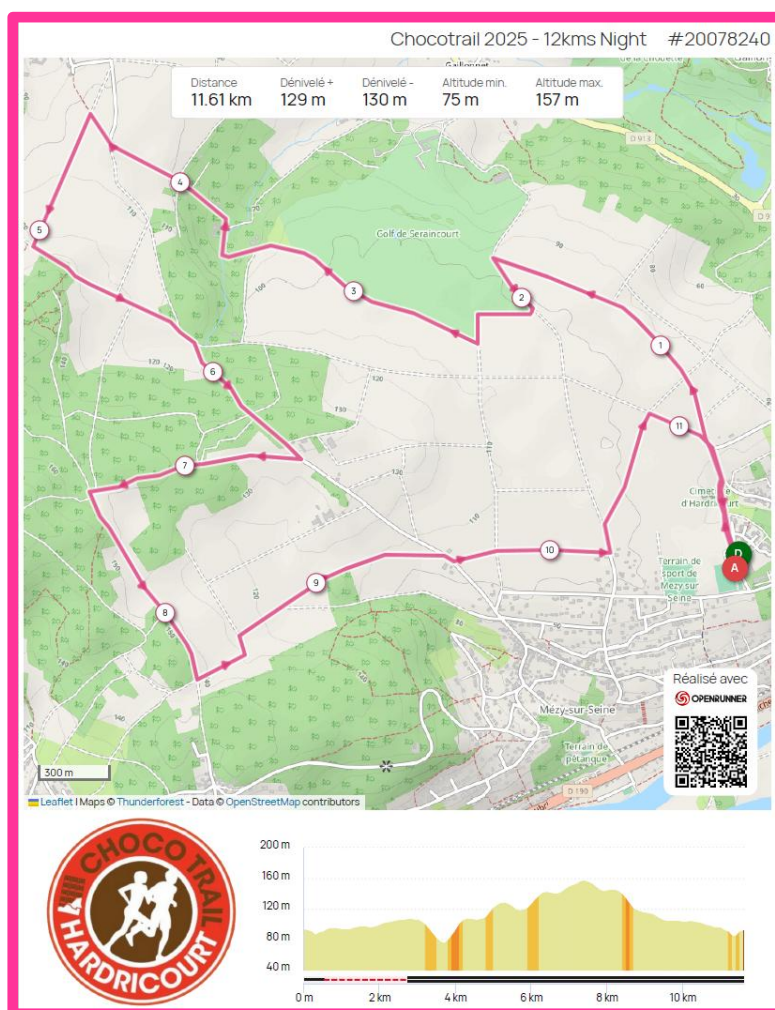 Chocotrail 2025 - 12kms Night #20078240
Distance
11.61 km
Dénivelé +
129 m
Dénivelé -
130 m
Altitude min.
75 m
Altitude max.
157 m
Gaillonnet
D 913
Golf de Seraincourt
1
2
3
4
5
6
7
8
9
10
11
D
A
Cimetière
d'Hardricourt
Terrain de
sport de
Mézy sur
Seine
Mézy-sur-Seine
Terrain de
pétanque
D 190
Réalisé avec
OPENRUNNER
300 m
Leaflet | Maps © Thunderforest - Data © OpenStreetMap contributors
CHOCO TRAIL
HARDRICOURT
200 m
160 m
120 m
80 m
40 m
0 m
2 km
4 km
6 km
8 km
10 km